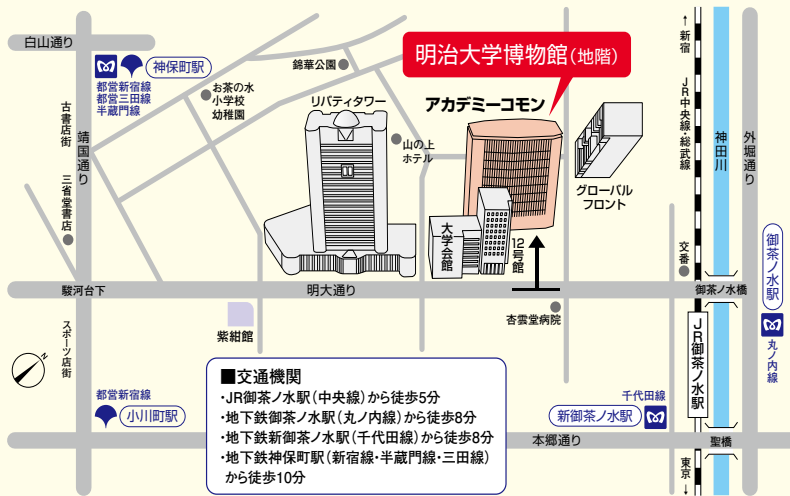 白山通り
神保町駅
都営新宿線
都営三田線
半蔵門線
古書店街
靖国通り
三省堂書店
お茶の水
小学校
幼稚園
錦華公園
リバティタワー
山の上
ホテル
明治大学博物館(地階)
アカデミーコモン
グローバル
フロント
大学会館
12号館
↑新宿
JR中央線・総武線
神田川
外堀通り
交番
御茶ノ水駅
丸ノ内線
駿河台下
明大通り
御茶ノ水橋
杏雲堂病院
紫紺館
スポーツ店街
N
JR御茶ノ水駅
都営新宿線
小川町駅
■交通機関
・JR御茶ノ水駅(中央線)から徒歩5分
・地下鉄御茶ノ水駅(丸ノ内線)から徒歩8分
・地下鉄新御茶ノ水駅(千代田線)から徒歩8分
・地下鉄神保町駅(新宿線・半蔵門線・三田線)
から徒歩10分
千代田線
新御茶ノ水駅
本郷通り
聖橋
東京↓